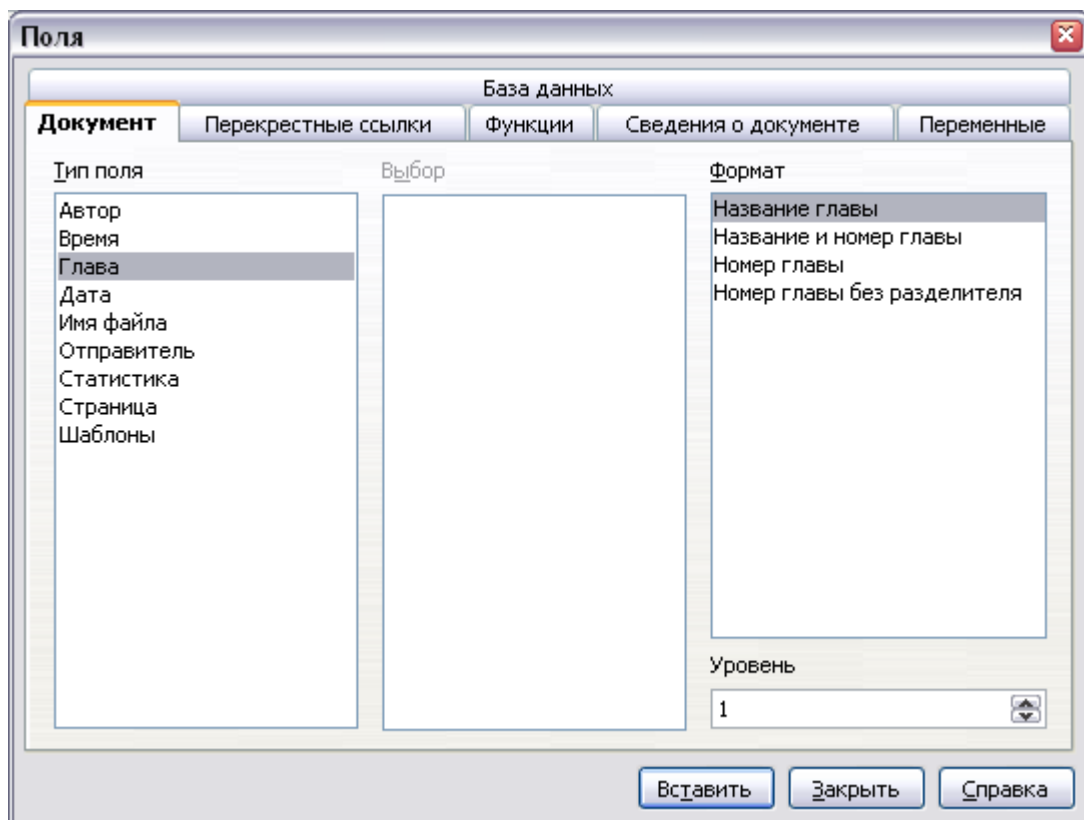 Поля
База данных
Документ
Перекрестные ссылки
Функции
Сведения о документе
Переменные
Тип поля
Автор
Время
Глава
Дата
Имя файла
Отправитель
Статистика
Страница
Шаблоны
Выбор
Формат
Название главы
Название и номер главы
Номер главы
Номер главы без разделителя
Уровень
1
Вставить
Закрыть
Справка